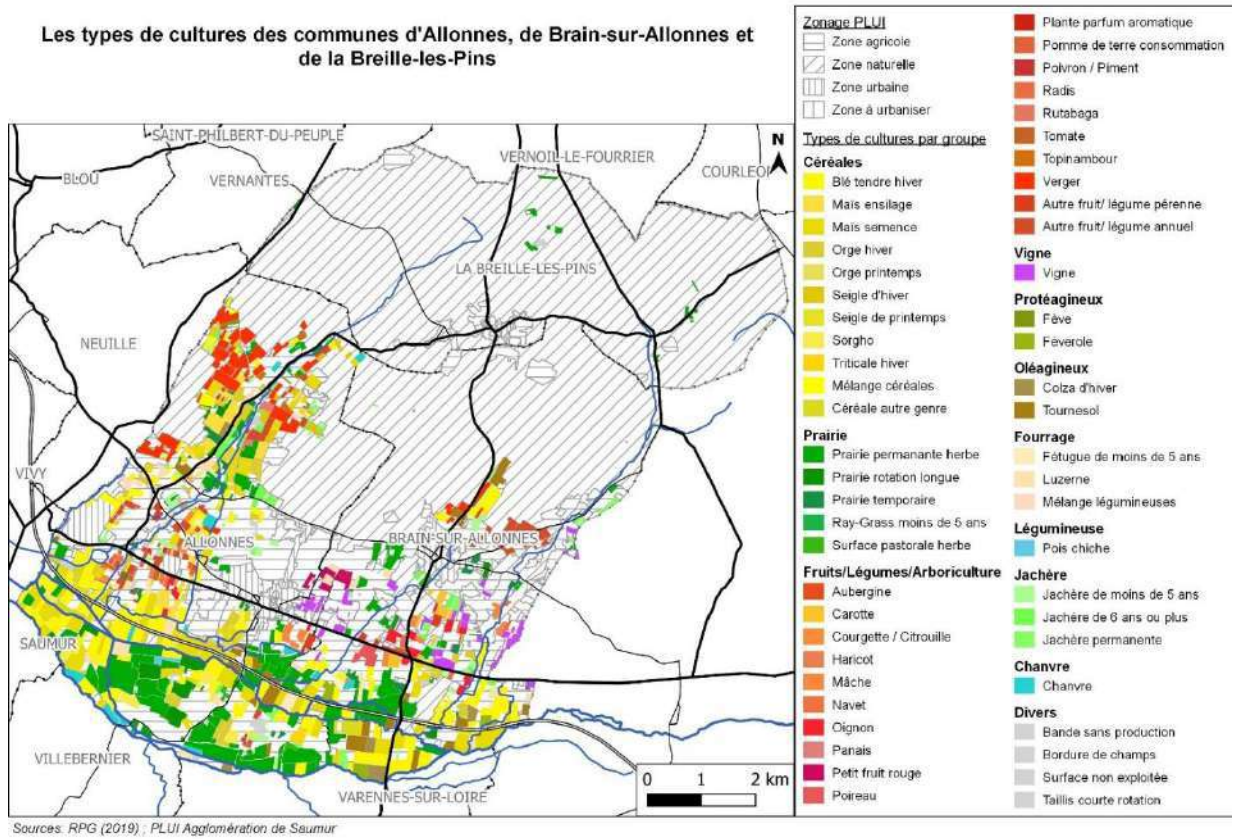 Les types de cultures des communes d'Allonnes, de Brain-sur-Allonnes et
de la Breille-les-Pins
SAINT-PHILBERT-DU-PEUPLE
BLOU
VERNANTES
VERNOIL-LE-FOURRIER
COURLEO
N
LA BREILLE-LES-PINS
NEUILLE
VIVY
ALLONNES
BRAIN-SUR-ALLONNES
SAUMUR
VILLEBERNIER
VARENNES-SUR-LOIRE
0 1 2 km
Sources: RPG (2019) ; PLUI Agglomération de Saumur
Zonage PLUI
Zone agricole
Zone naturelle
Zone urbaine
Zone à urbaniser
Types de cultures par groupe
Céréales
Blé tendre hiver
Maïs ensilage
Maïs semence
Orge hiver
Orge printemps
Seigle d'hiver
Seigle de printemps
Sorgho
Triticale hiver
Mélange céréales
Céréale autre genre
Prairie
Prairie permanante herbe
Prairie rotation longue
Prairie temporaire
Ray-Grass moins de 5 ans
Surface pastorale herbe
Fruits/Légumes/Arboriculture
Aubergine
Carotte
Courgette / Citrouille
Haricot
Mâche
Navet
Oignon
Panais
Petit fruit rouge
Poireau
Plante parfum aromatique
Pomme de terre consommation
Poivron / Piment
Radis
Rutabaga
Tomate
Topinambour
Verger
Autre fruit/ légume pérenne
Autre fruit/ légume annuel
Vigne
Vigne
Protéagineux
Fève
Féverole
Oléagineux
Colza d'hiver
Tournesol
Fourrage
Fétugue de moins de 5 ans
Luzerne
Mélange légumineuses
Légumineuse
Pois chiche
Jachère
Jachère de moins de 5 ans
Jachère de 6 ans ou plus
Jachère permanente
Chanvre
Chanvre
Divers
Bande sans production
Bordure de champs
Surface non exploitée
Taillis courte rotation